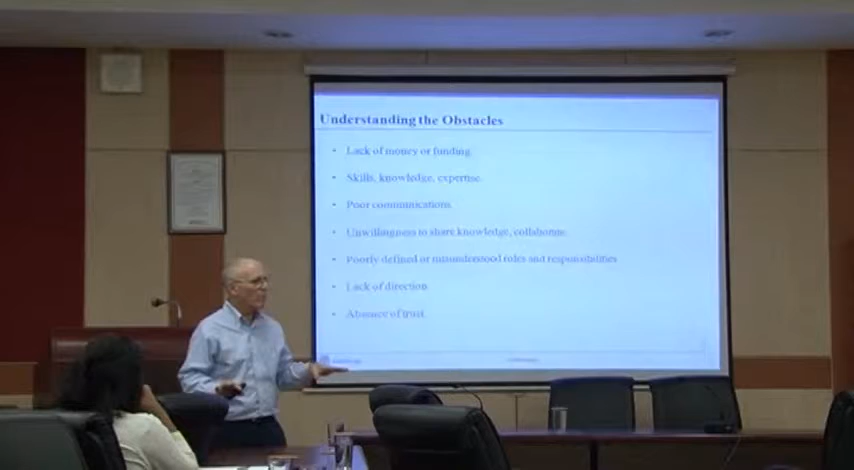 Understanding the Obstacles
• Lack of money or funding.
• Skills, knowledge, expertise.
• Poor communications.
• Unwillingness to share knowledge, collaborate.
• Poorly defined or misunderstood roles and responsibilities
• Lack of direction
• Absence of trust.